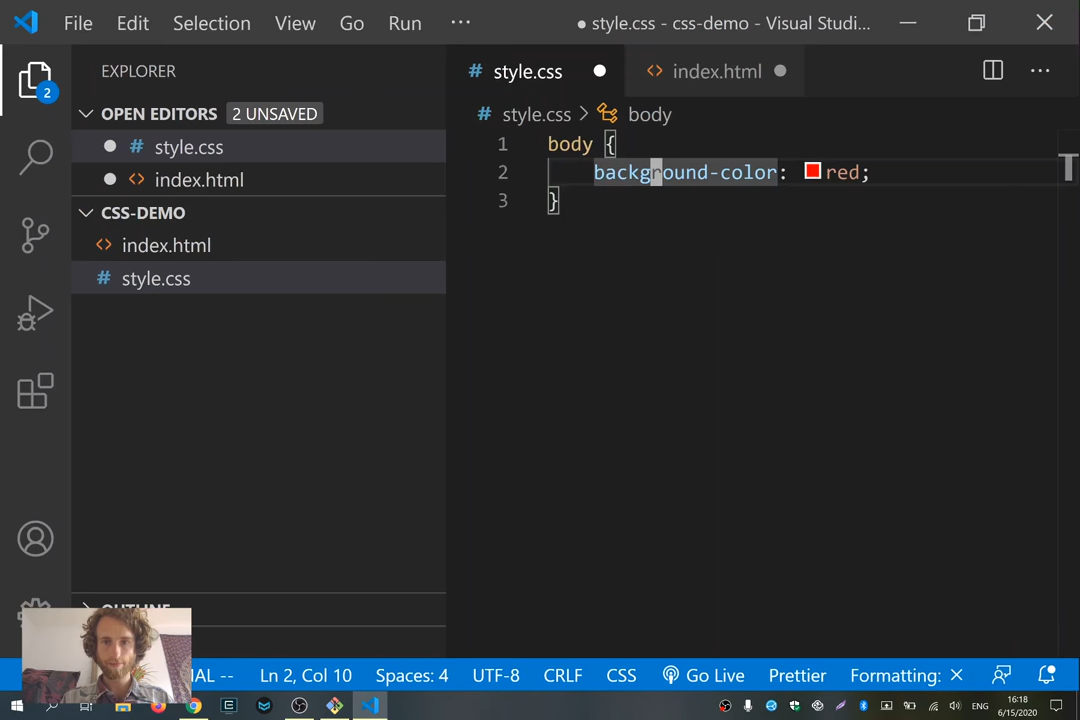 File Edit Selection View Go Run ···
● style.css - css-demo - Visual Studi...
EXPLORER
OPEN EDITORS 2 UNSAVED
# style.css
<> index.html
CSS-DEMO
<> index.html
# style.css
2
# style.css
<> index.html
# style.css > body
1 body {
2 background-color: red;
3 }
-- Ln 2, Col 10 Spaces: 4 UTF-8 CRLF CSS Go Live Prettier Formatting: ×
ENG
16:18
6/15/2020